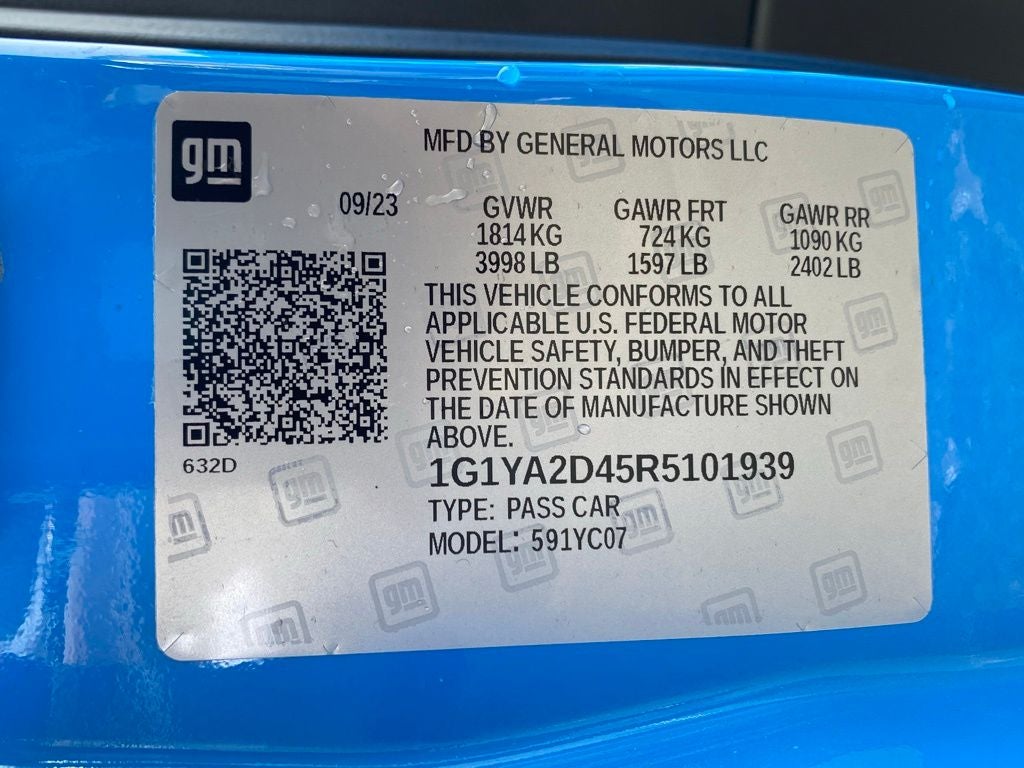 gm
MFD BY GENERAL MOTORS LLC
09/23
GVWR GAWR FRT GAWR RR
1814 KG 724 KG 1090 KG
3998 LB 1597 LB 2402 LB
THIS VEHICLE CONFORMS TO ALL
APPLICABLE U.S. FEDERAL MOTOR
VEHICLE SAFETY, BUMPER, AND THEFT
PREVENTION STANDARDS IN EFFECT ON
THE DATE OF MANUFACTURE SHOWN
ABOVE.
632D
1G1YA2D45R5101939
TYPE: PASS CAR
MODEL: 591YC07